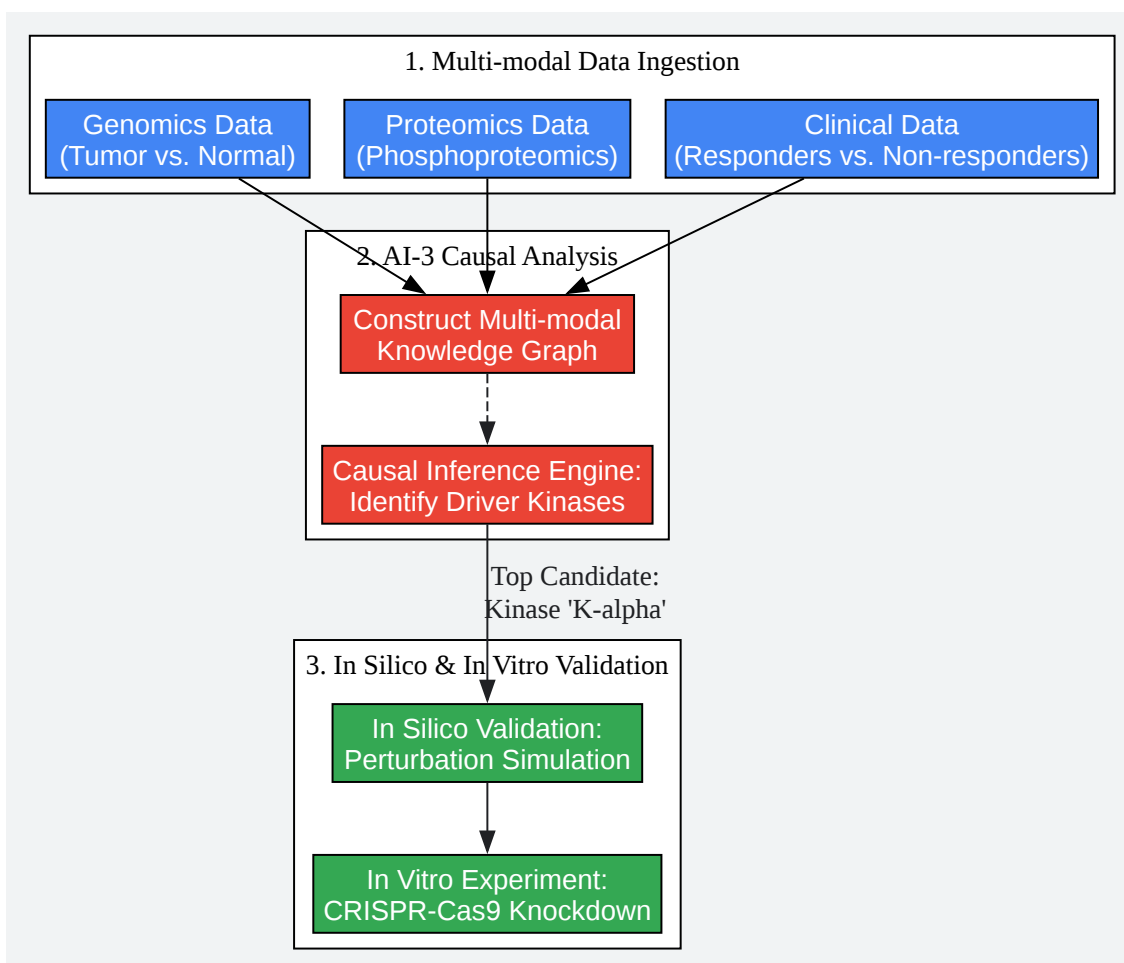 1. Multi-modal Data Ingestion
Genomics Data
(Tumor vs. Normal)
Proteomics Data
(Phosphoproteomics)
Clinical Data
(Responders vs. Non-responders)
2. AI-3 Causal Analysis
Construct Multi-modal
Knowledge Graph
Causal Inference Engine:
Identify Driver Kinases
Top Candidate:
Kinase 'K-alpha'
3. In Silico & In Vitro Validation
In Silico Validation:
Perturbation Simulation
In Vitro Experiment:
CRISPR-Cas9 Knockdown